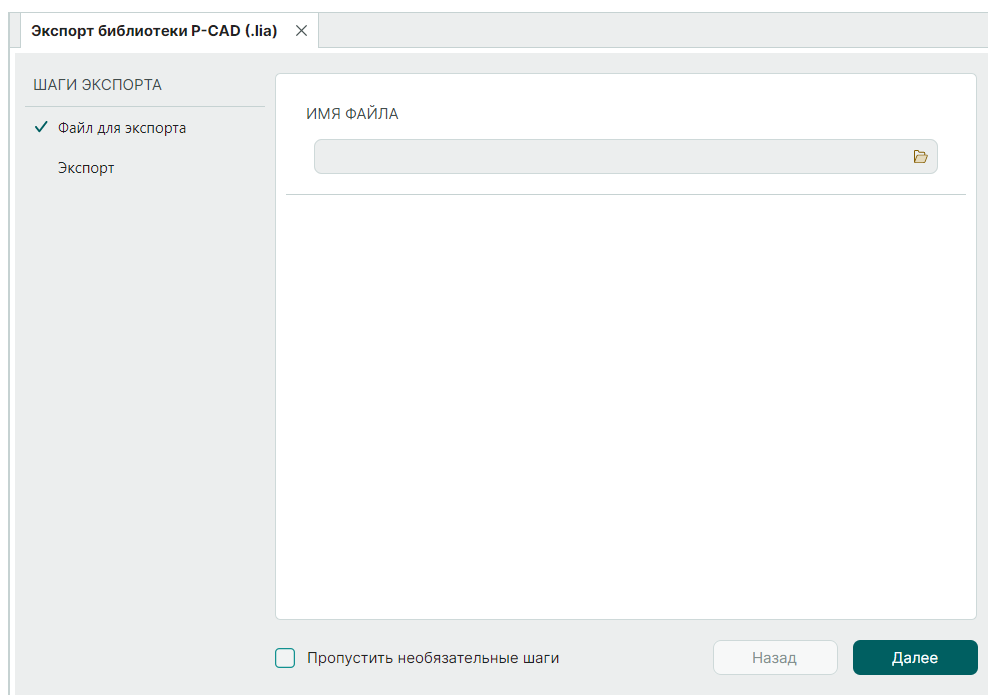 Экспорт библиотеки P-CAD (.lia)
ШАГИ ЭКСПОРТА
Файл для экспорта
Экспорт
ИМЯ ФАЙЛА
Пропустить необязательные шаги
Назад
Далее